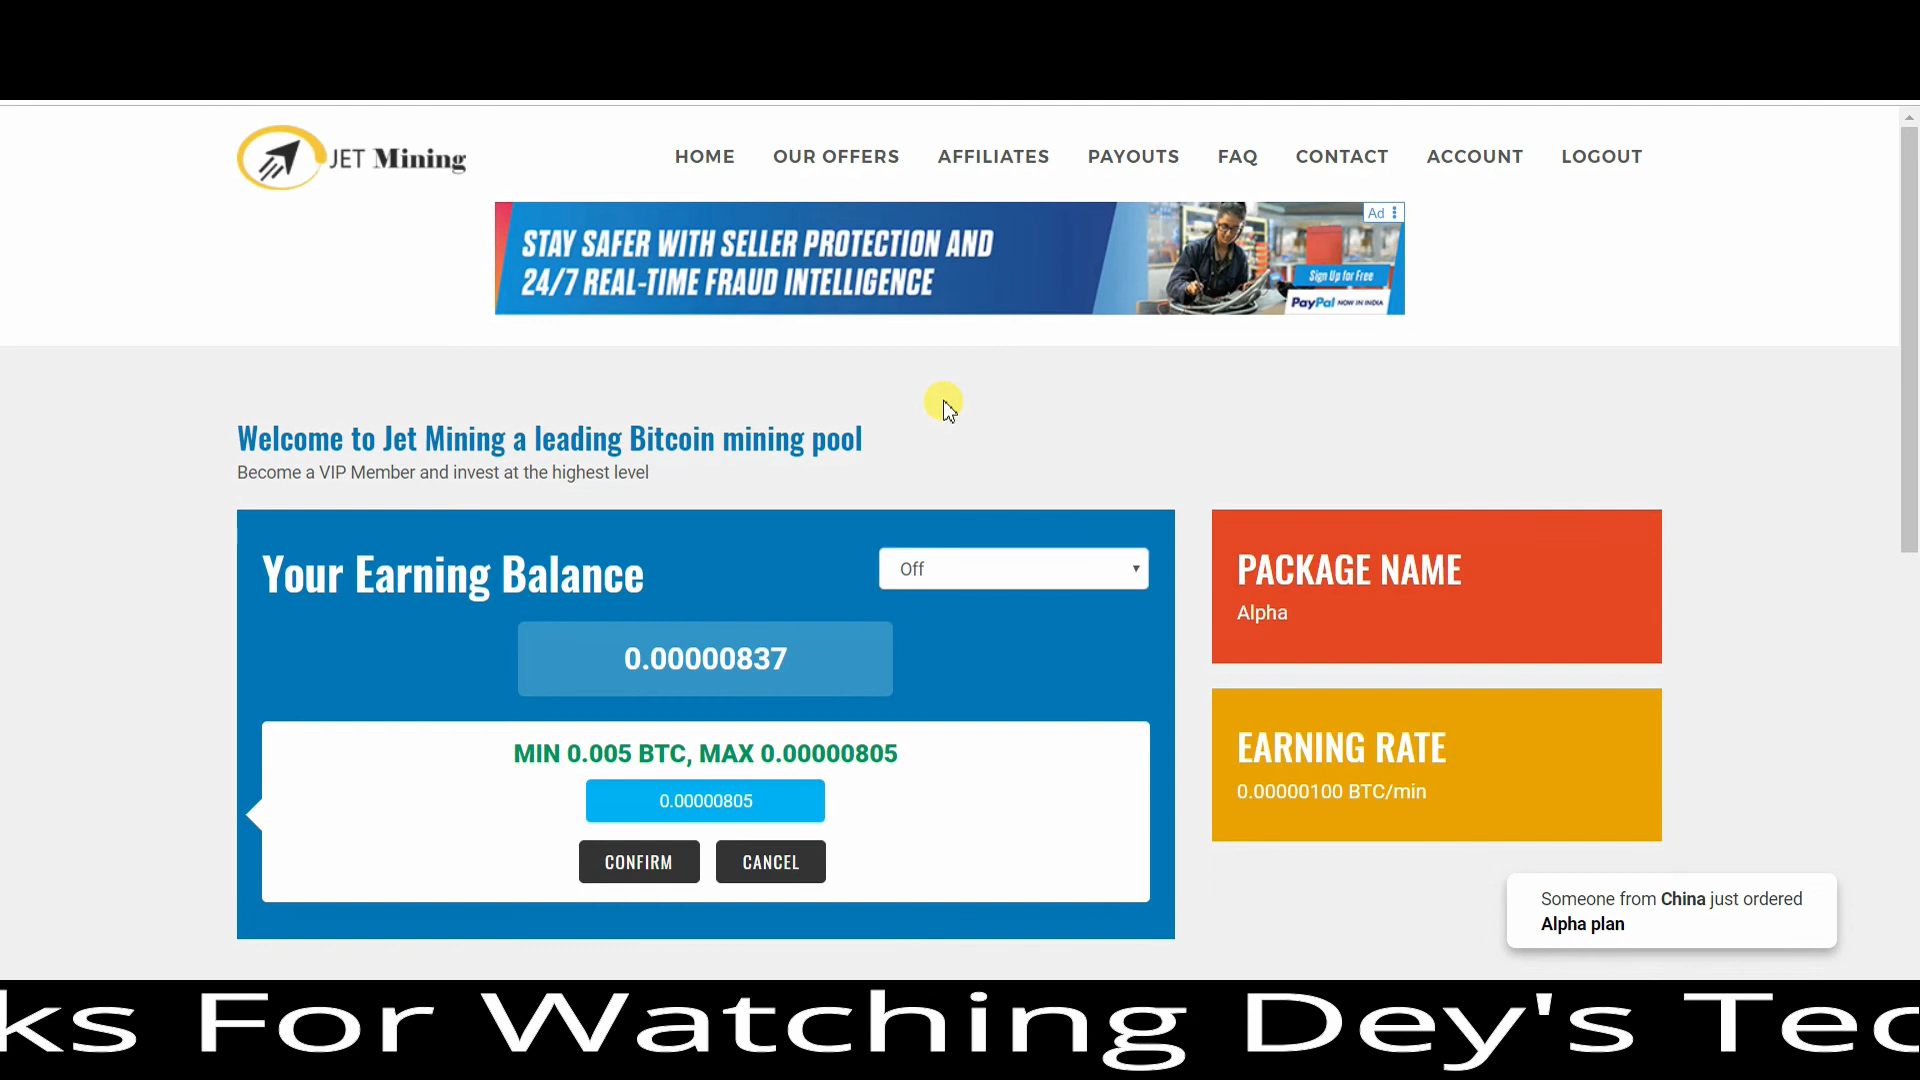 JET Mining
HOME OUR OFFERS AFFILIATES PAYOUTS FAQ CONTACT ACCOUNT LOGOUT
STAY SAFER WITH SELLER PROTECTION AND
24/7 REAL-TIME FRAUD INTELLIGENCE
Ad
Sign Up for Free
PayPal NOW IN INDIA
Welcome to Jet Mining a leading Bitcoin mining pool
Become a VIP Member and invest at the highest level
Your Earning Balance
Off
0.00000837
MIN 0.005 BTC, MAX 0.00000805
0.00000805
CONFIRM CANCEL
PACKAGE NAME
Alpha
EARNING RATE
0.00000100 BTC/min
Someone from China just ordered
Alpha plan
ks For Watching Dey's Tec